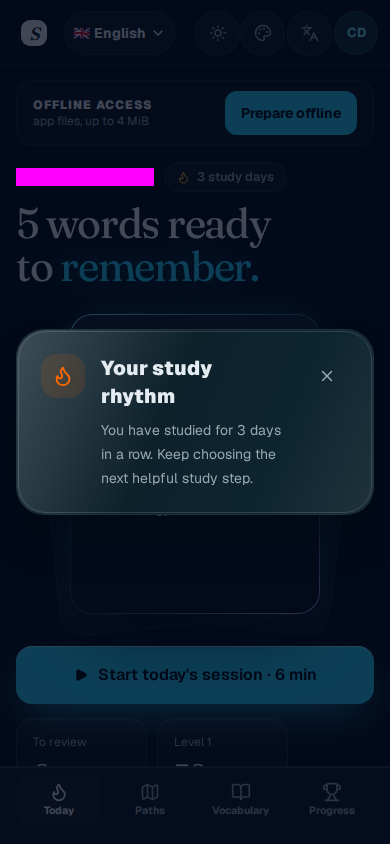 S
🇬🇧 English
CD
OFFLINE ACCESS
app files, up to 4 MiB
Prepare offline
3 study days
5 words ready
to remember.
Your study
rhythm
You have studied for 3 days
in a row. Keep choosing the
next helpful study step.
Start today's session · 6 min
To review
Level 1
Today
Paths
Vocabulary
Progress